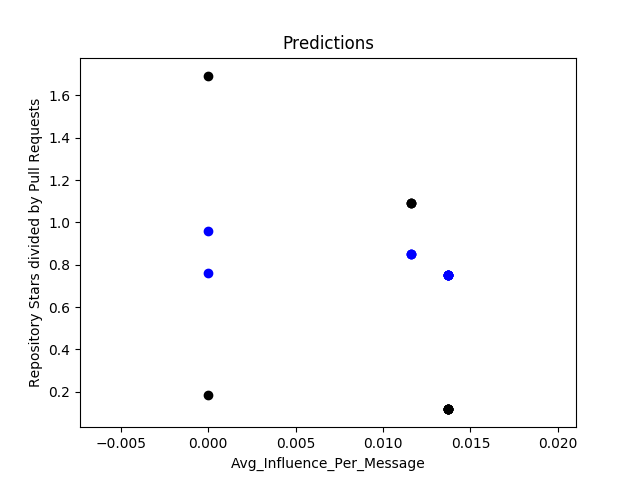 Predictions
Repository Stars divided by Pull Requests
1.6
1.4
1.2
1.0
0.8
0.6
0.4
0.2
−0.005 0.000 0.005 0.010 0.015 0.020
Avg_Influence_Per_Message